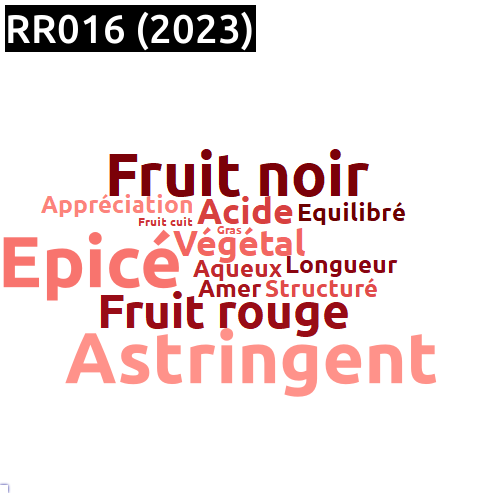 RR016 (2023)
Fruit noir
Appréciation
Acide
Equilibré
Fruit cuit
Gras
Végétal
Epicé
Aqueux
Longueur
Amer
Structuré
Fruit rouge
Astringent